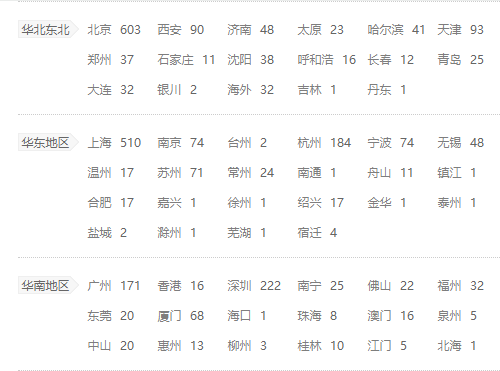 华北东北 北京 603 西安 90 济南 48 太原 23 哈尔滨 41 天津 93
郑州 37 石家庄 11 沈阳 38 呼和浩 16 长春 12 青岛 25
大连 32 银川 2 海外 32 吉林 1 丹东 1
华东地区 上海 510 南京 74 台州 2 杭州 184 宁波 74 无锡 48
温州 17 苏州 71 常州 24 南通 1 舟山 11 镇江 1
合肥 17 嘉兴 1 徐州 1 绍兴 17 金华 1 泰州 1
盐城 2 滁州 1 芜湖 1 宿迁 4
华南地区 广州 171 香港 16 深圳 222 南宁 25 佛山 22 福州 32
东莞 20 厦门 68 海口 1 珠海 8 澳门 16 泉州 5
中山 20 惠州 13 柳州 3 桂林 10 江门 5 北海 1